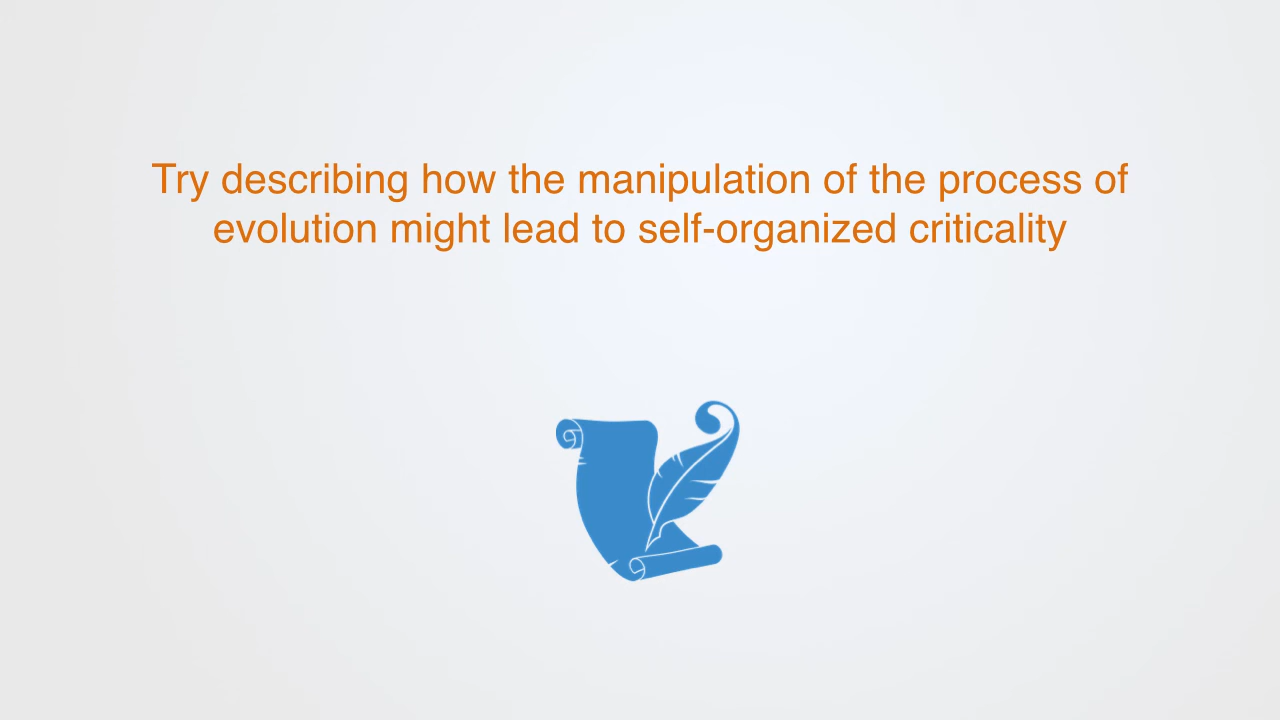 Try describing how the manipulation of the process of
evolution might lead to self-organized criticality